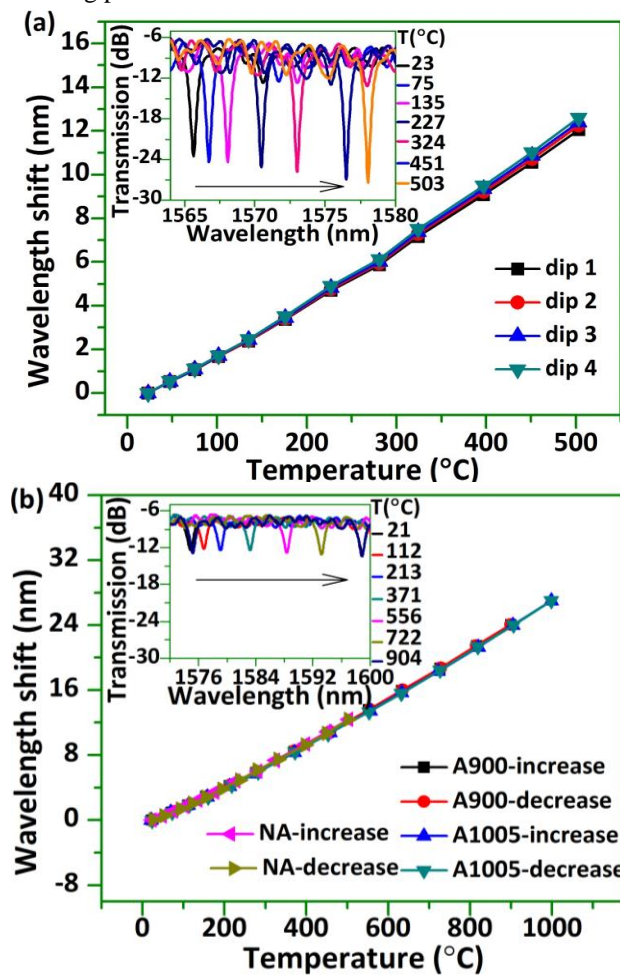 (a)
16
14
12
10
8
6
4
2
0
Wavelength shift (nm)
0 100 200 300 400 500
Temperature (°C)
-6
-12
-18
-24
-30
Transmission (dB)
1565 1570 1575 1580
Wavelength (nm)
T(°C)
23
75
135
227
324
451
503
dip 1
dip 2
dip 3
dip 4
(b)
40
32
24
16
8
0
-8
Wavelength shift (nm)
0 200 400 600 800 1000
Temperature (°C)
-6
-12
-18
-24
-30
Transmission (dB)
1576 1584 1592 1600
Wavelength (nm)
T(°C)
21
112
213
371
556
722
904
A900-increase
A900-decrease
NA-increase
A1005-increase
NA-decrease
A1005-decrease